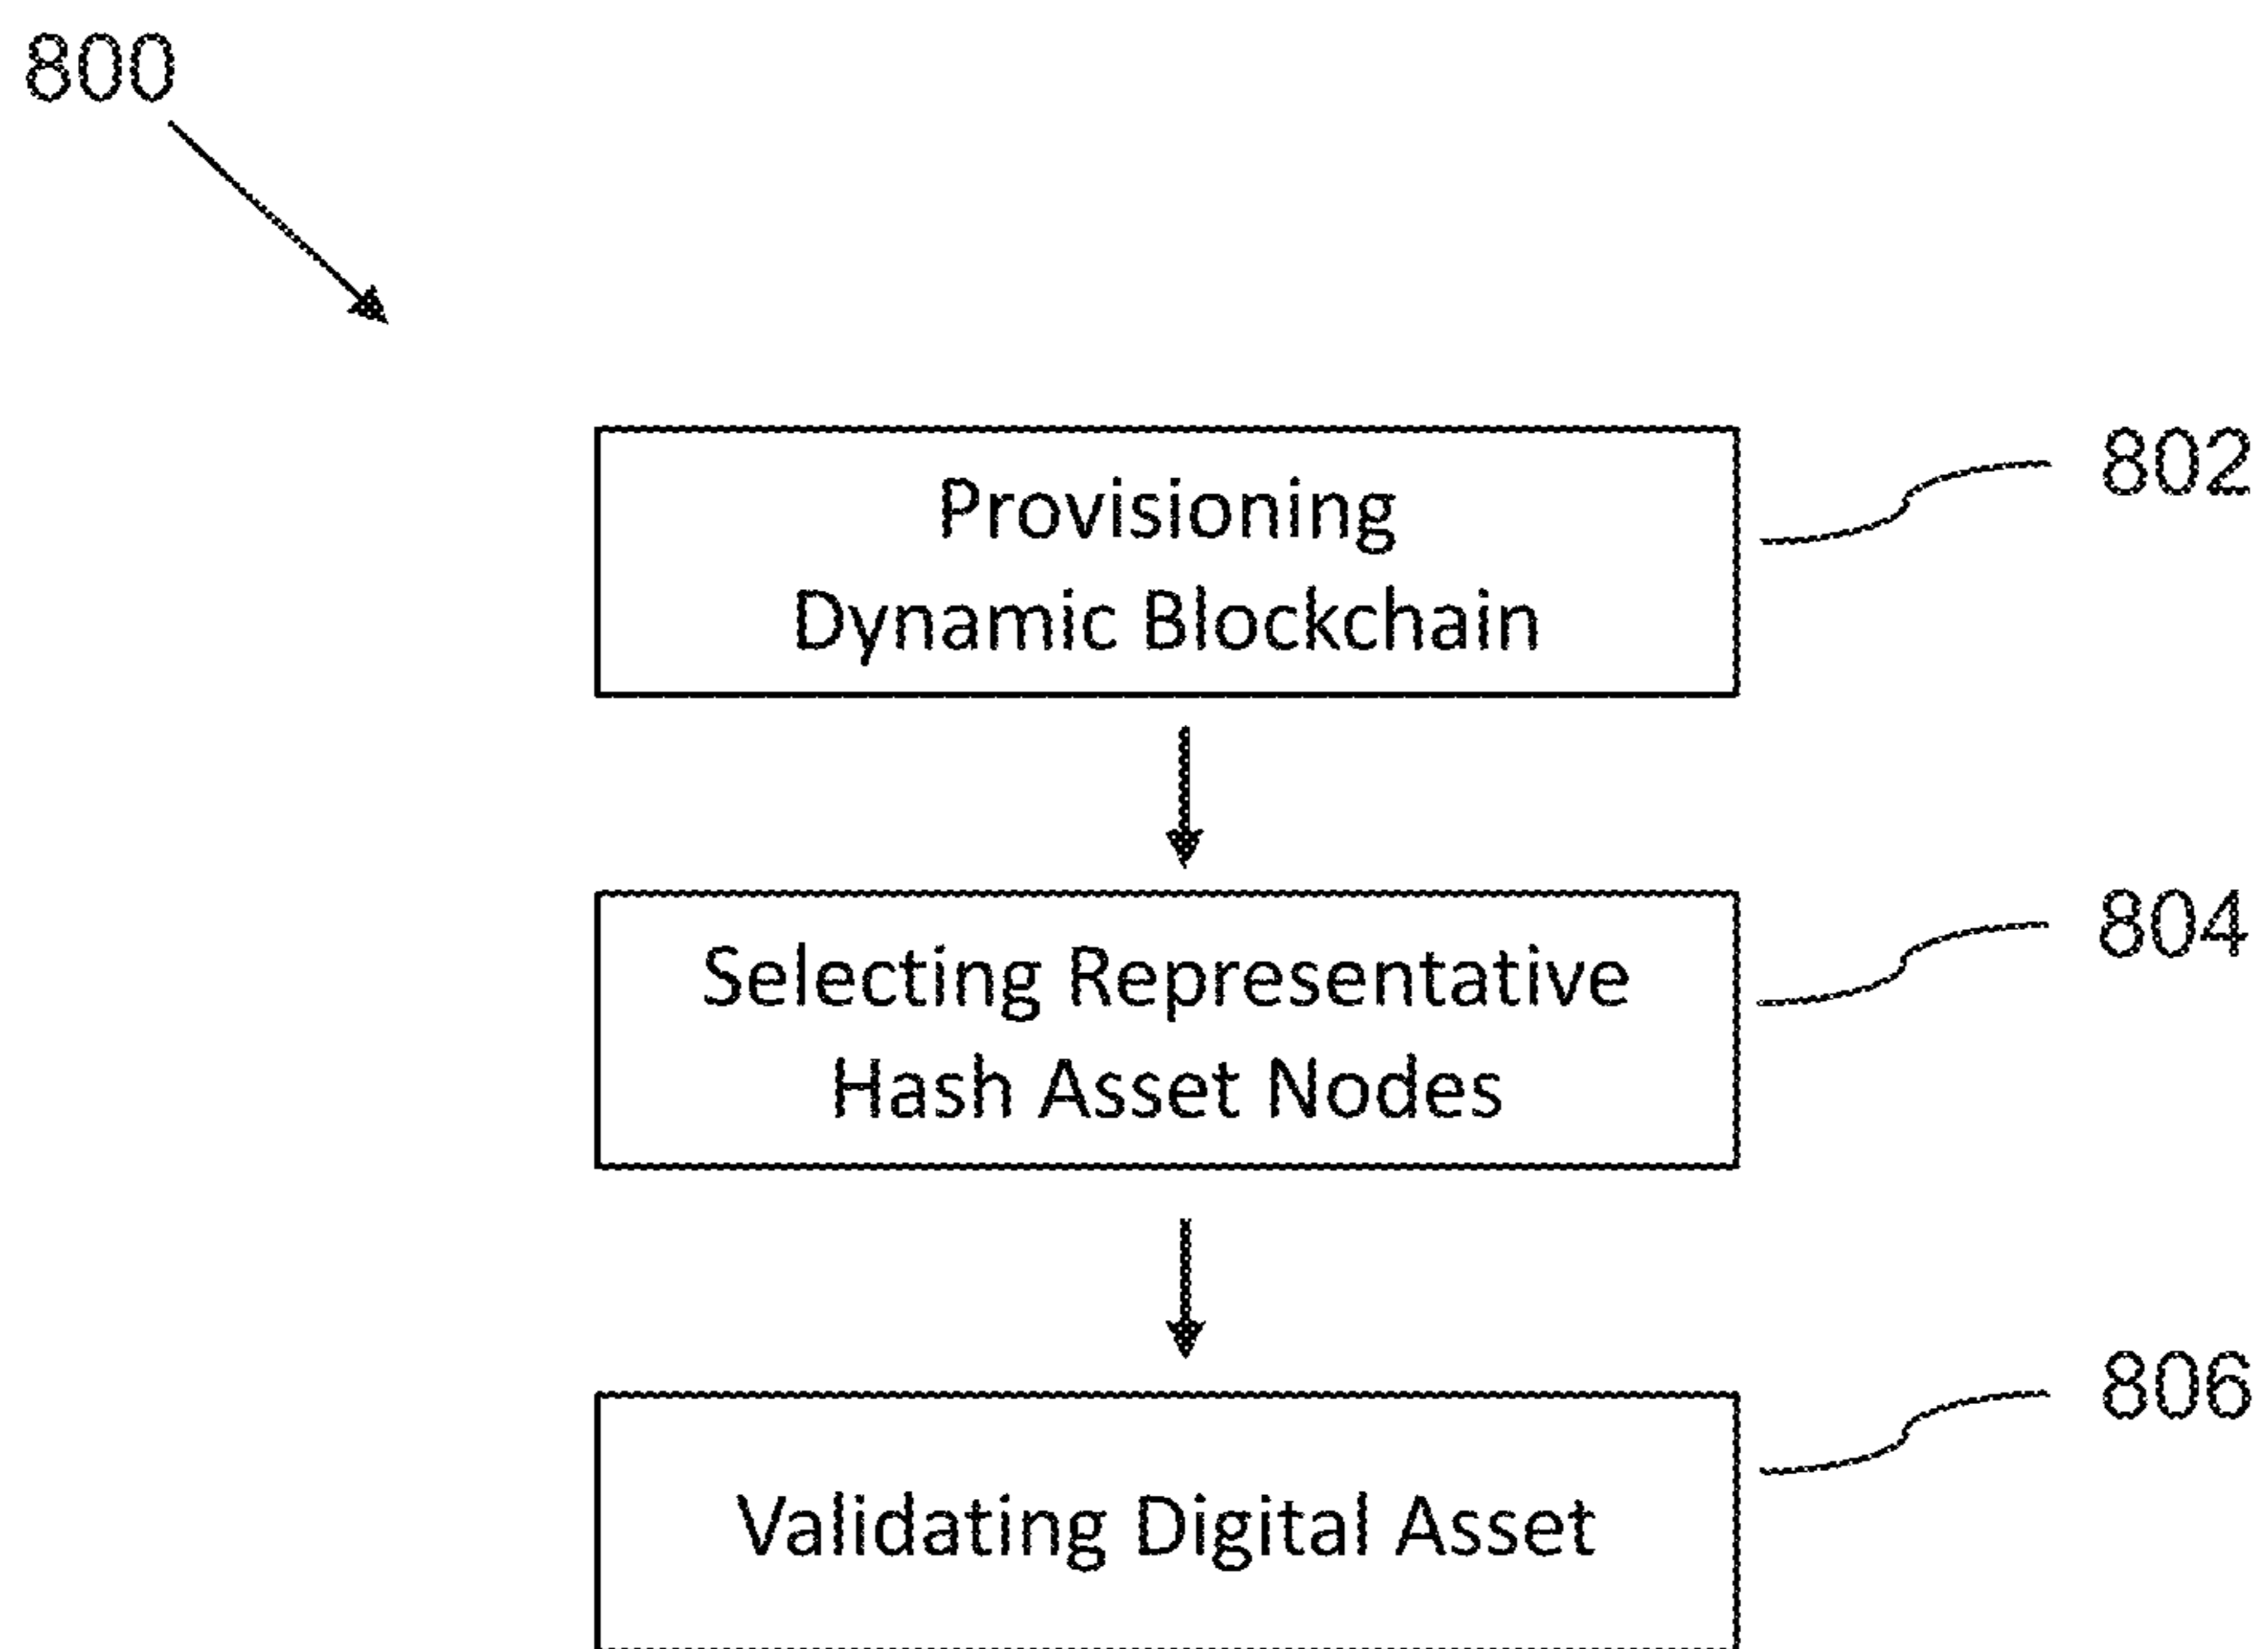 800
802
Provisioning
Dynamic Blockchain
804
Selecting Representative
Hash Asset Nodes
806
Validating Digital Asset